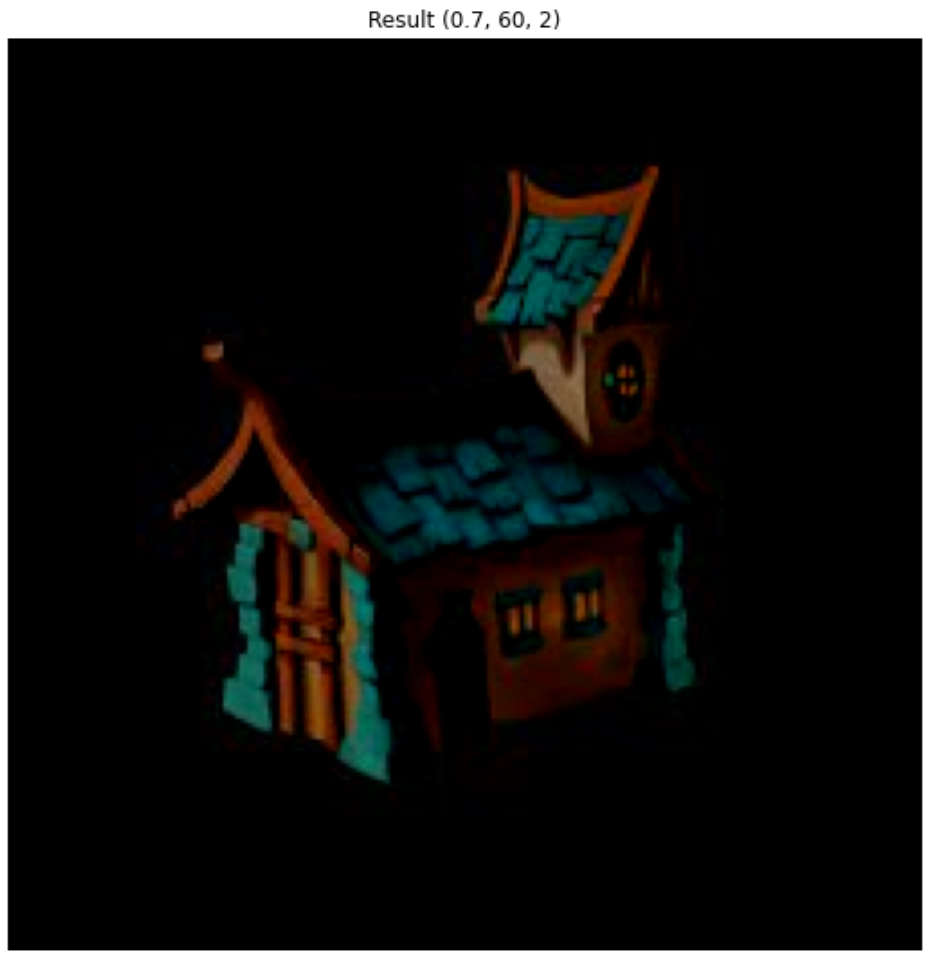 Result (0.7, 60, 2)